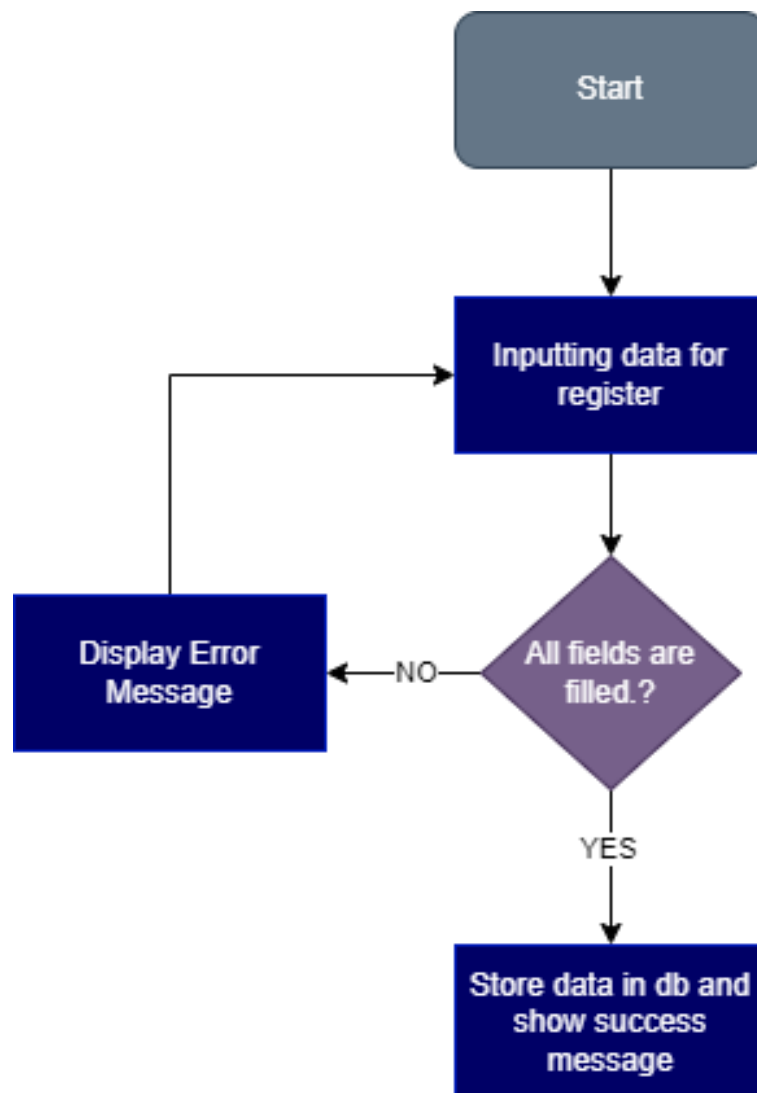 Start
Inputting data for
register
All fields are
filled.?
NO
Display Error
Message
YES
Store data in db and
show success
message